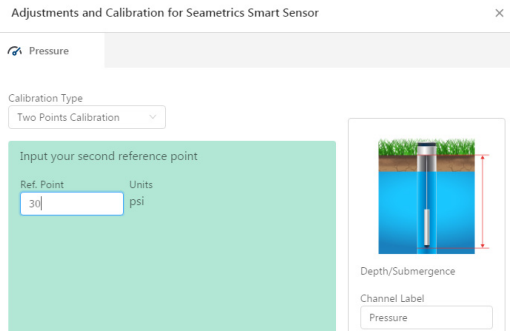 Adjustments and Calibration for Seametrics Smart Sensor
Pressure
Calibration Type
Two Points Calibration
Input your second reference point
Ref. Point Units
30 psi
Depth/Submergence
Channel Label
Pressure